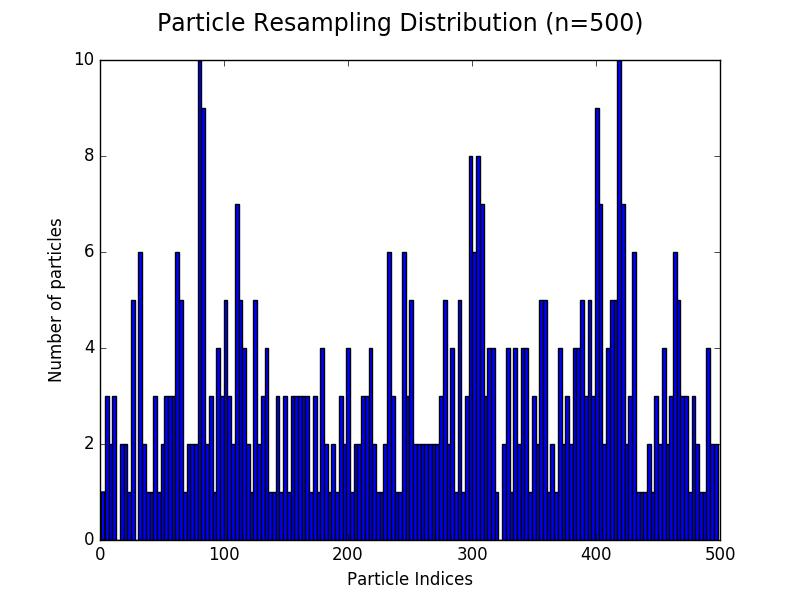 Particle Resampling Distribution (n=500)
10
8
6
4
2
0
Number of particles
0 100 200 300 400 500
Particle Indices